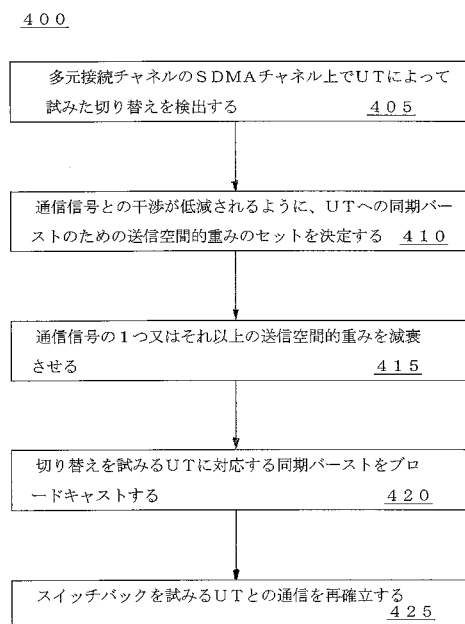 ４００
多元接続チャネルのＳＤＭＡチャネル上でＵＴによって
試みた切り替えを検出する ４０５
通信信号との干渉が低減されるように、ＵＴへの同期バー
ストのための送信空間的重みのセットを決定する ４１０
通信信号の１つ又はそれ以上の送信空間的重みを減衰
させる ４１５
切り替えを試みるＵＴに対応する同期バーストをブロ
ードキャストする ４２０
スイッチバックを試みるＵＴとの通信を再確立する
４２５